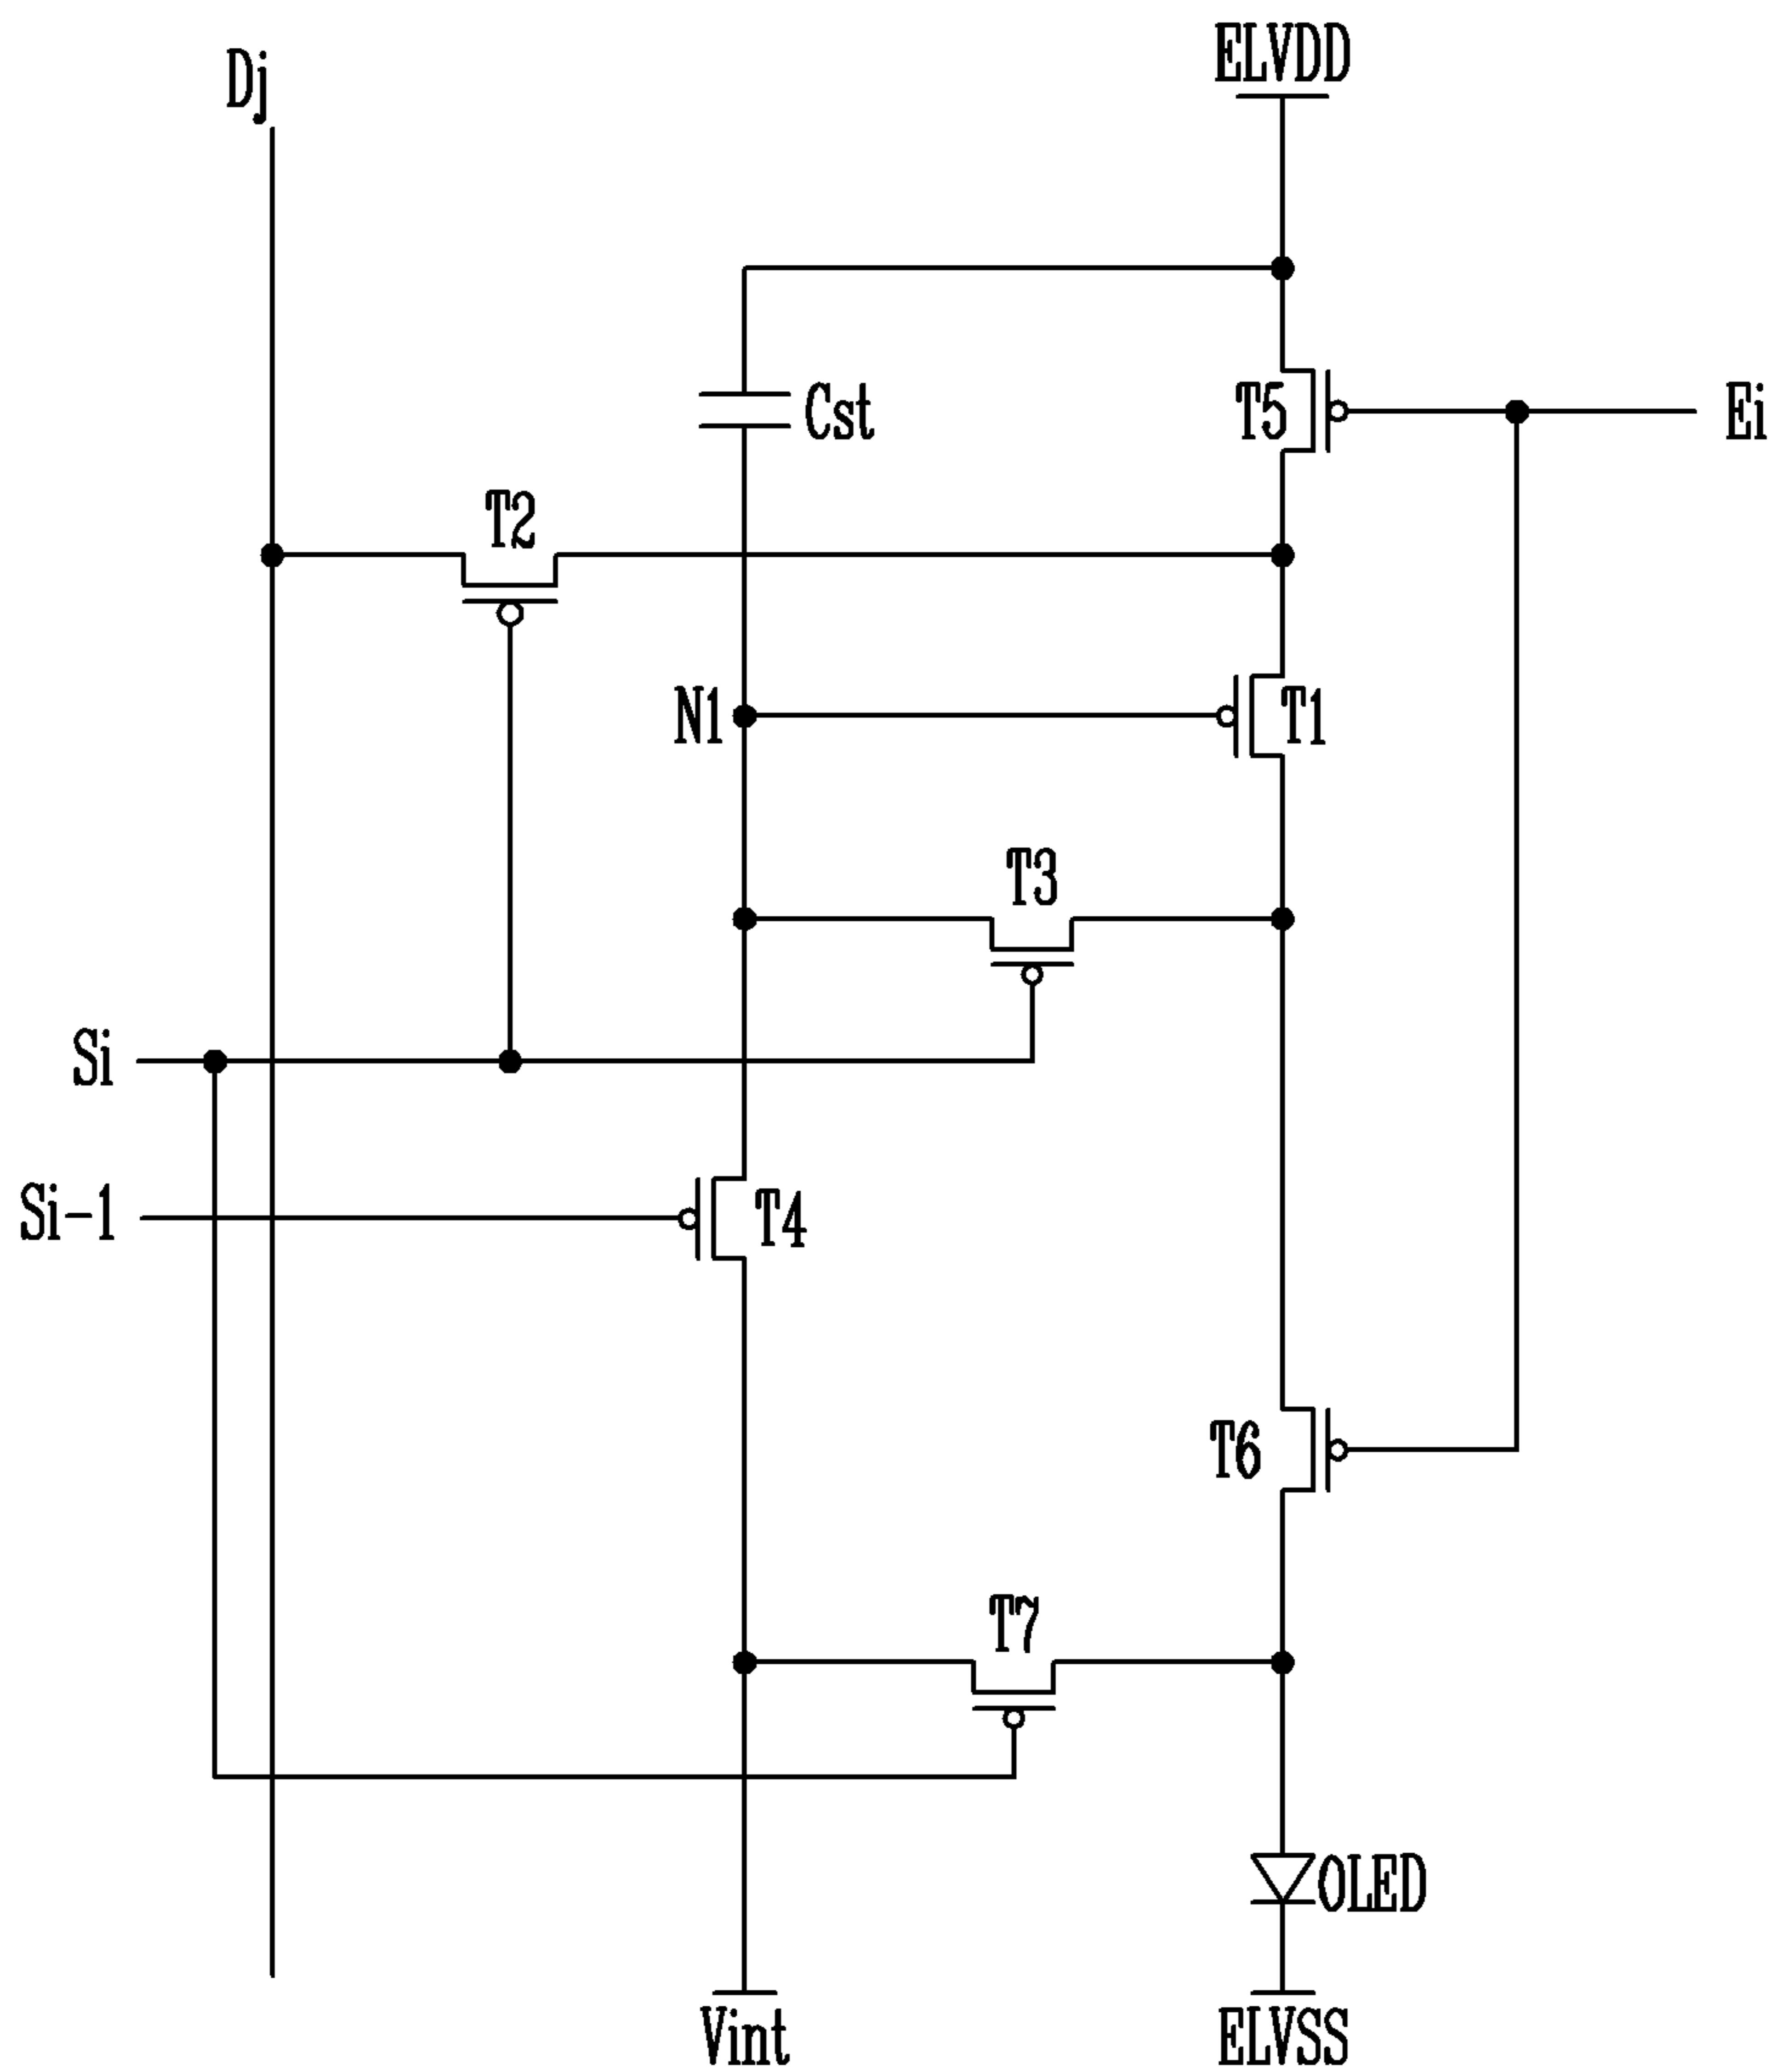 ELVDD
Dj
Cst
T5
Ei
T2
N1
T1
T3
Si
Si-1
T4
T6
T7
OLED
Vint
ELVSS